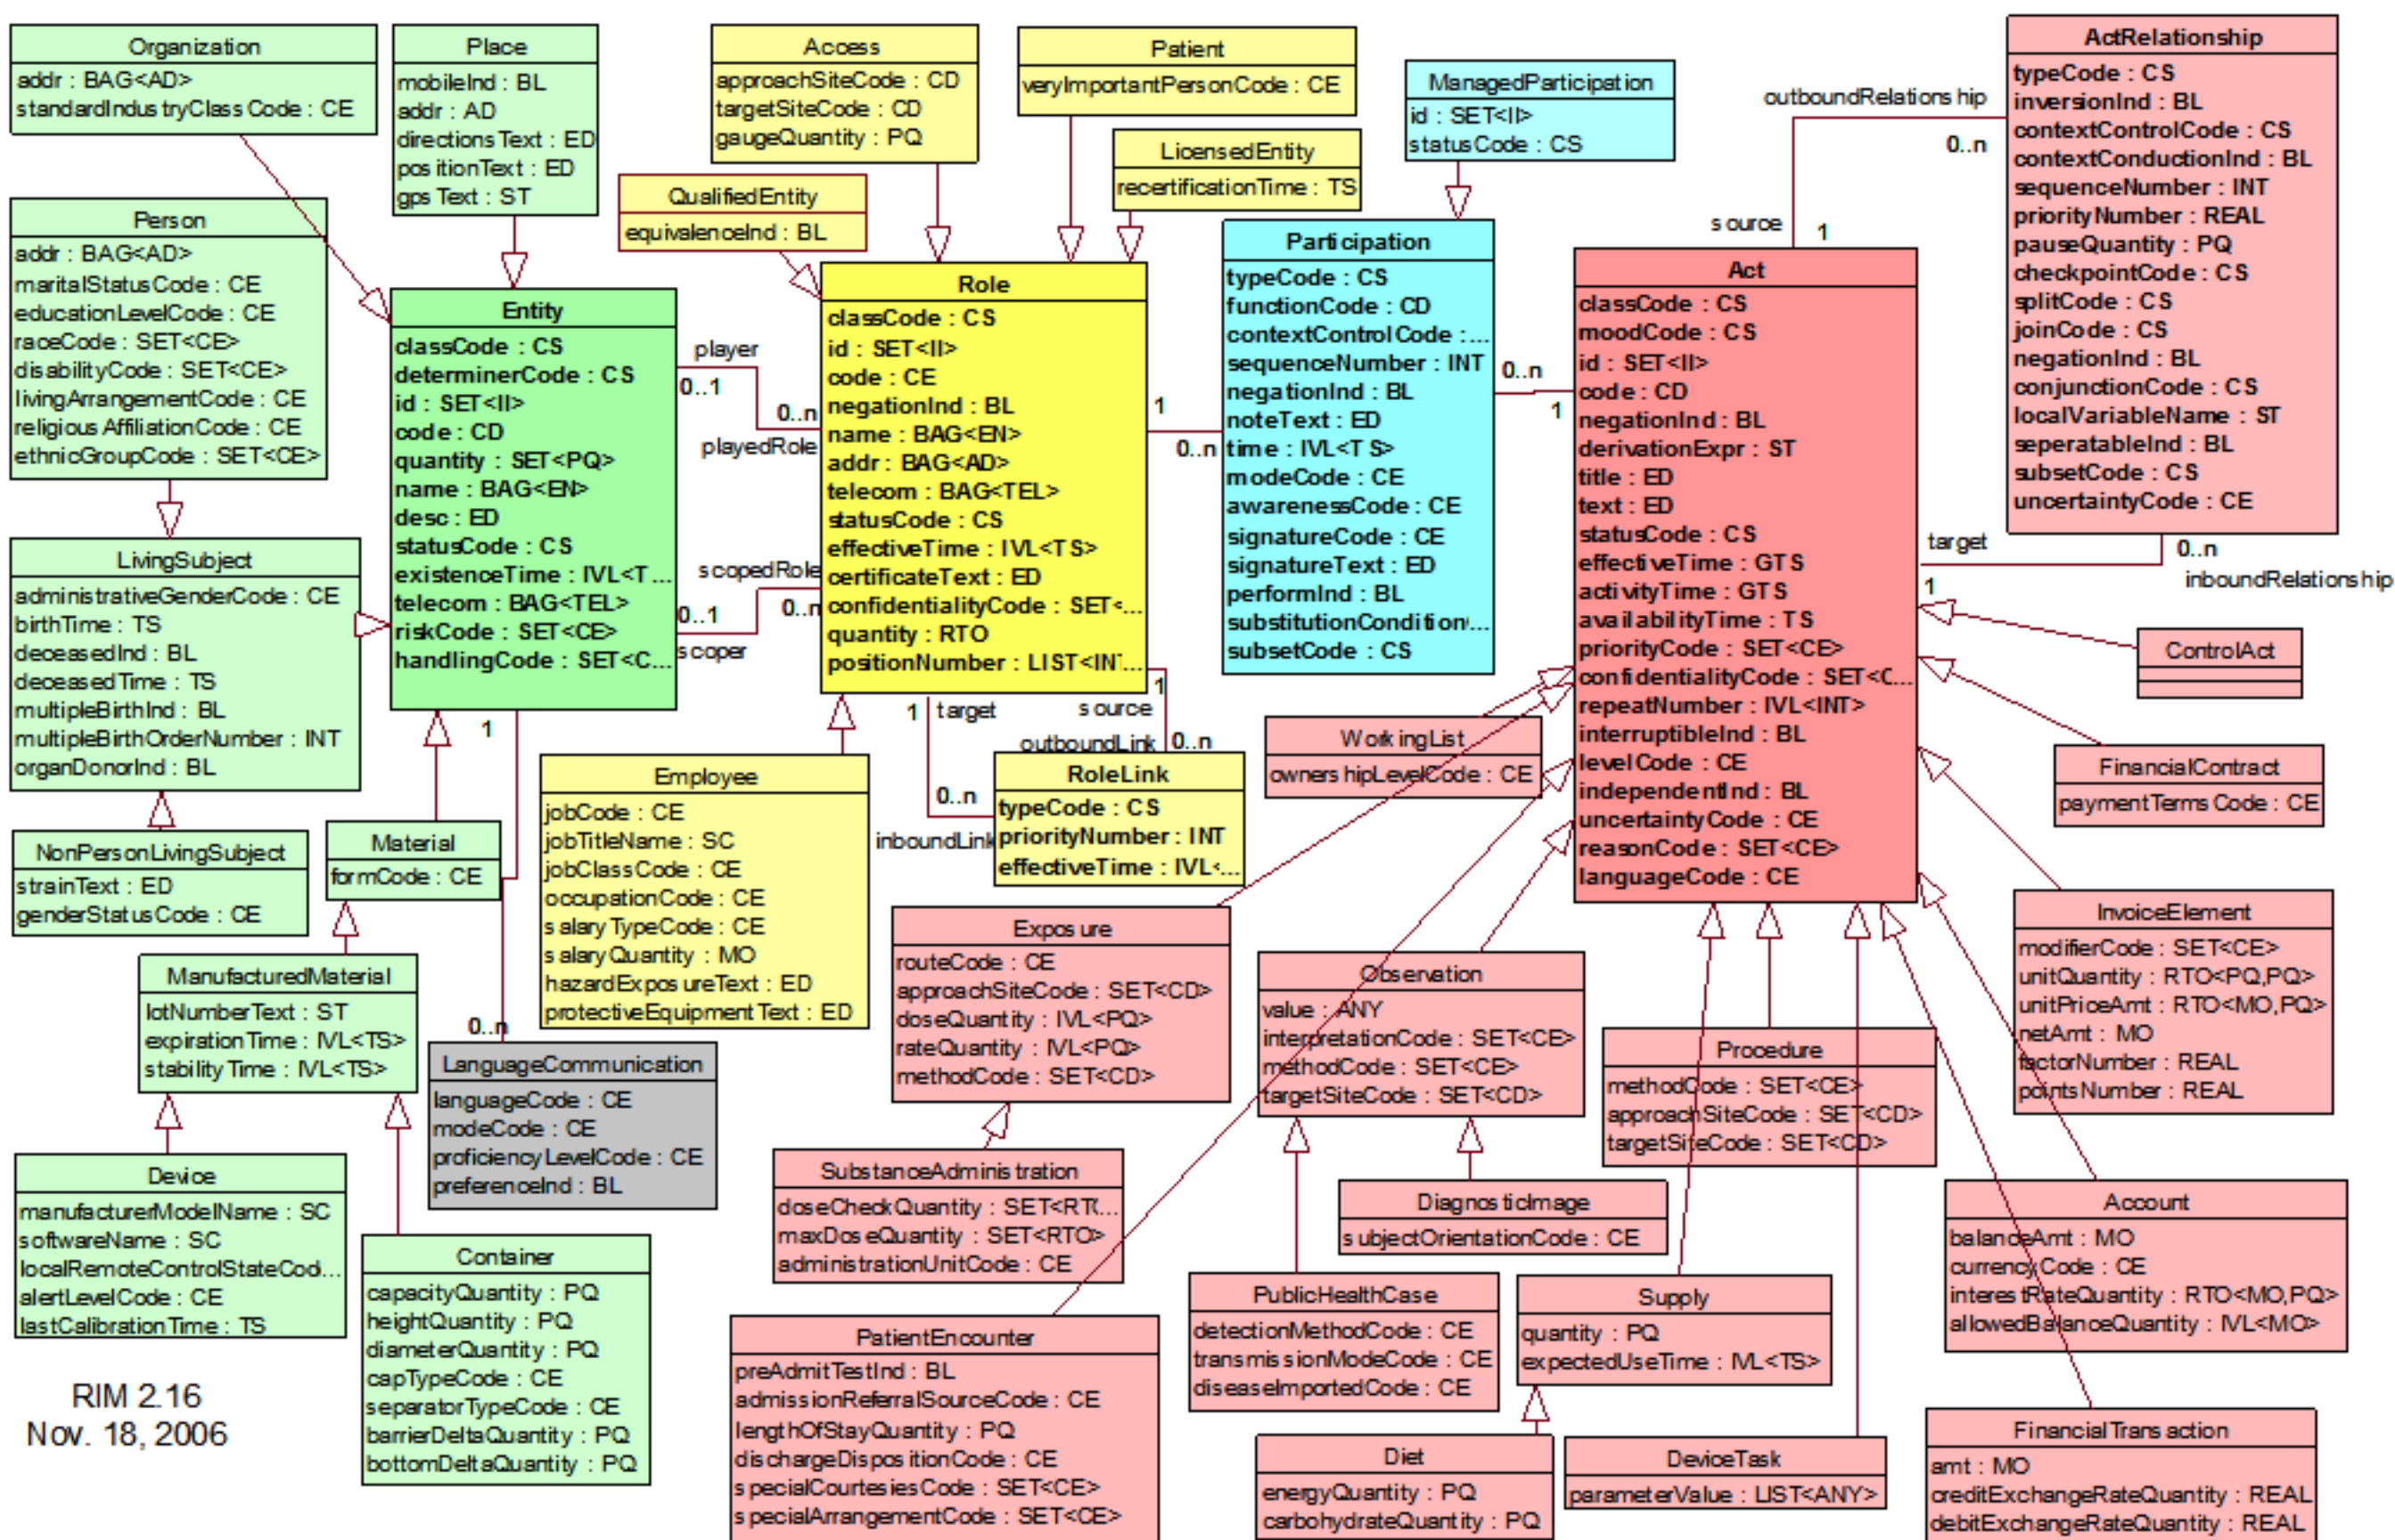 Organization
addr : BAG<AD>
standardIndustryClassCode : CE
Place
mobileInd : BL
addr : AD
directionsText : ED
positionText : ED
gpsText : ST
Access
approachSiteCode : CD
targetSiteCode : CD
gaugeQuantity : PQ
Patient
veryImportantPersonCode : CE
LicensedEntity
recertificationTime : TS
QualifiedEntity
equivalenceInd : BL
ManagedParticipation
id : SET<II>
statusCode : CS
ActRelationship
typeCode : CS
inversionInd : BL
contextControlCode : CS
contextConductionInd : BL
sequenceNumber : INT
priorityNumber : REAL
pauseQuantity : PQ
checkpointCode : CS
splitCode : CS
joinCode : CS
negationInd : BL
conjunctionCode : CS
localVariableName : ST
seperatableInd : BL
subsetCode : CS
uncertaintyCode : CE
outboundRelationship
0..n
source
1
target
1
0..n
inboundRelationship
Person
addr : BAG<AD>
maritalStatusCode : CE
educationLevelCode : CE
raceCode : SET<CE>
disabilityCode : SET<CE>
livingArrangementCode : CE
religiousAffiliationCode : CE
ethnicGroupCode : SET<CE>
Entity
classCode : CS
determinerCode : CS
id : SET<II>
code : CD
quantity : SET<PQ>
name : BAG<EN>
desc : ED
statusCode : CS
existenceTime : IVL<T...
telecom : BAG<TEL>
riskCode : SET<CE>
handlingCode : SET<C...
player
0..1
0..n
playedRole
scopedRole
0..n
0..1
scoper
Role
classCode : CS
id : SET<II>
code : CE
negationInd : BL
name : BAG<EN>
addr : BAG<AD>
telecom : BAG<TEL>
statusCode : CS
effectiveTime : IVL<TS>
certificateText : ED
confidentialityCode : SET<...
quantity : RTO
positionNumber : LIST<INT...
1
0..n
Participation
typeCode : CS
functionCode : CD
contextControlCode :...
sequenceNumber : INT
negationInd : BL
noteText : ED
time : IVL<TS>
modeCode : CE
awarenessCode : CE
signatureCode : CE
signatureText : ED
performInd : BL
substitutionCondition...
subsetCode : CS
0..n
1
Act
classCode : CS
moodCode : CS
id : SET<II>
code : CD
negationInd : BL
derivationExpr : ST
title : ED
text : ED
statusCode : CS
effectiveTime : GTS
activityTime : GTS
availabilityTime : TS
priorityCode : SET<CE>
confidentialityCode : SET<C...
repeatNumber : IVL<INT>
interruptibleInd : BL
levelCode : CE
independentInd : BL
uncertaintyCode : CE
reasonCode : SET<CE>
languageCode : CE
LivingSubject
administrativeGenderCode : CE
birthTime : TS
deceasedInd : BL
deceasedTime : TS
multipleBirthInd : BL
multipleBirthOrderNumber : INT
organDonorInd : BL
ControlAct
FinancialContract
paymentTermsCode : CE
WorkingList
ownershipLevelCode : CE
1
1 target
source
1
outboundLink
0..n
0..n
inboundLink
RoleLink
typeCode : CS
priorityNumber : INT
effectiveTime : IVL<...
Employee
jobCode : CE
jobTitleName : SC
jobClassCode : CE
occupationCode : CE
salaryTypeCode : CE
salaryQuantity : MO
hazardExposureText : ED
protectiveEquipmentText : ED
NonPersonLivingSubject
strainText : ED
genderStatusCode : CE
Material
formCode : CE
ManufacturedMaterial
lotNumberText : ST
expirationTime : IVL<TS>
stabilityTime : IVL<TS>
0..n
LanguageCommunication
languageCode : CE
modeCode : CE
proficiencyLevelCode : CE
preferenceInd : BL
Exposure
routeCode : CE
approachSiteCode : SET<CD>
doseQuantity : IVL<PQ>
rateQuantity : IVL<PQ>
methodCode : SET<CD>
Observation
value : ANY
interpretationCode : SET<CE>
methodCode : SET<CE>
targetSiteCode : SET<CD>
Procedure
methodCode : SET<CE>
approachSiteCode : SET<CD>
targetSiteCode : SET<CD>
InvoiceElement
modifierCode : SET<CE>
unitQuantity : RTO<PQ,PQ>
unitPriceAmt : RTO<MO,PQ>
netAmt : MO
factorNumber : REAL
pointsNumber : REAL
Device
manufacturerModelName : SC
softwareName : SC
localRemoteControlStateCod...
alertLevelCode : CE
lastCalibrationTime : TS
Container
capacityQuantity : PQ
heightQuantity : PQ
diameterQuantity : PQ
capTypeCode : CE
separatorTypeCode : CE
barrierDeltaQuantity : PQ
bottomDeltaQuantity : PQ
SubstanceAdministration
doseCheckQuantity : SET<RT...
maxDoseQuantity : SET<RTO>
administrationUnitCode : CE
DiagnosticImage
subjectOrientationCode : CE
Account
balanceAmt : MO
currencyCode : CE
interestRateQuantity : RTO<MO,PQ>
allowedBalanceQuantity : IVL<MO>
PublicHealthCase
detectionMethodCode : CE
transmissionModeCode : CE
diseaseImportedCode : CE
Supply
quantity : PQ
expectedUseTime : IVL<TS>
PatientEncounter
preAdmitTestInd : BL
admissionReferralSourceCode : CE
lengthOfStayQuantity : PQ
dischargeDispositionCode : CE
specialCourtesiesCode : SET<CE>
specialArrangementCode : SET<CE>
Diet
energyQuantity : PQ
carbohydrateQuantity : PQ
DeviceTask
parameterValue : LIST<ANY>
FinancialTransaction
amt : MO
creditExchangeRateQuantity : REAL
debitExchangeRateQuantity : REAL
RIM 2.16
Nov. 18, 2006